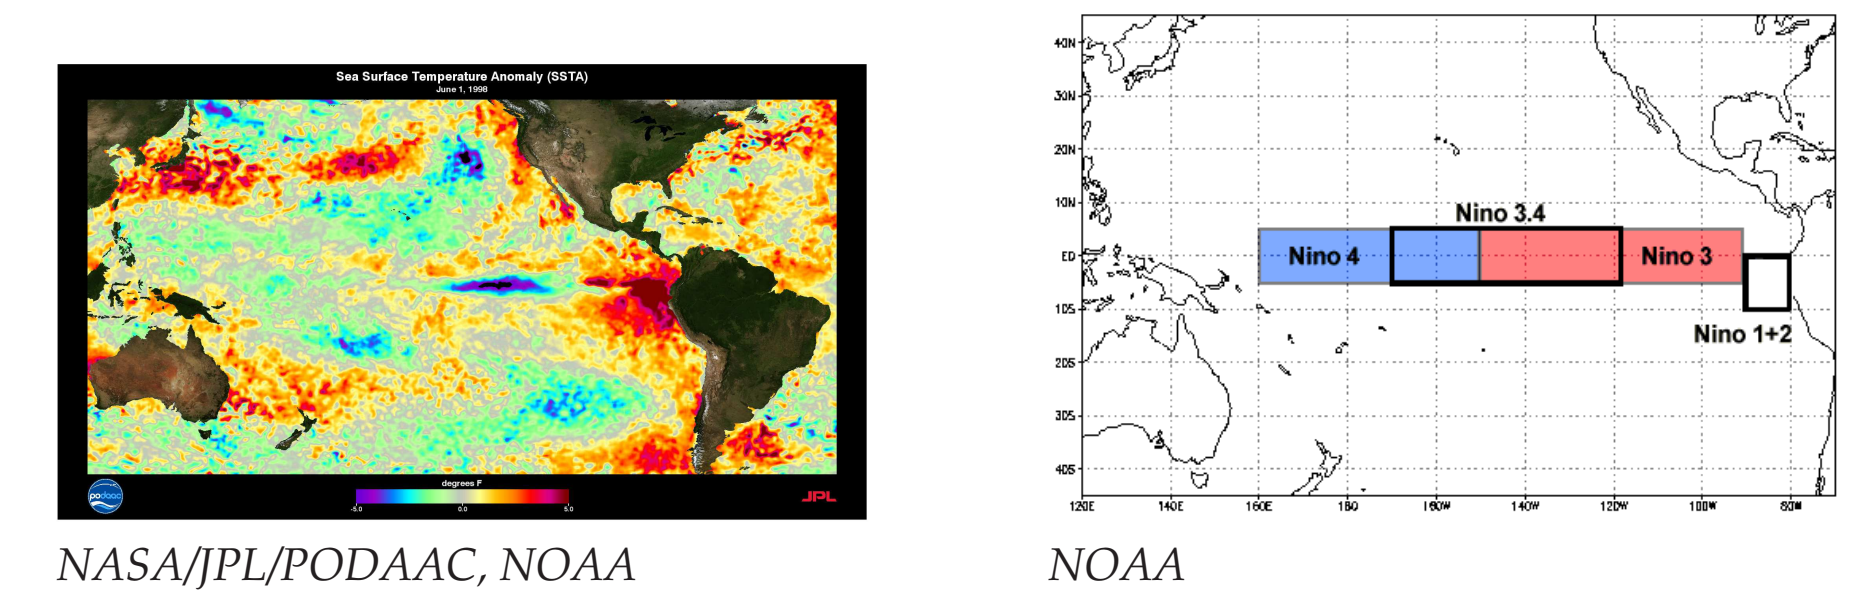 Sea Surface Temperature Anomaly (SSTA)
June 1, 1998
degrees F
-5.0 0.0 5.0
podaac
JPL
NASA/JPL/PODAAC, NOAA
40N
30N
20N
10N
EQ
10S
20S
30S
40S
Nino 3.4
Nino 4
Nino 3
Nino 1+2
120E 140E 160E 180 160W 140W 120W 100W 80W
NOAA